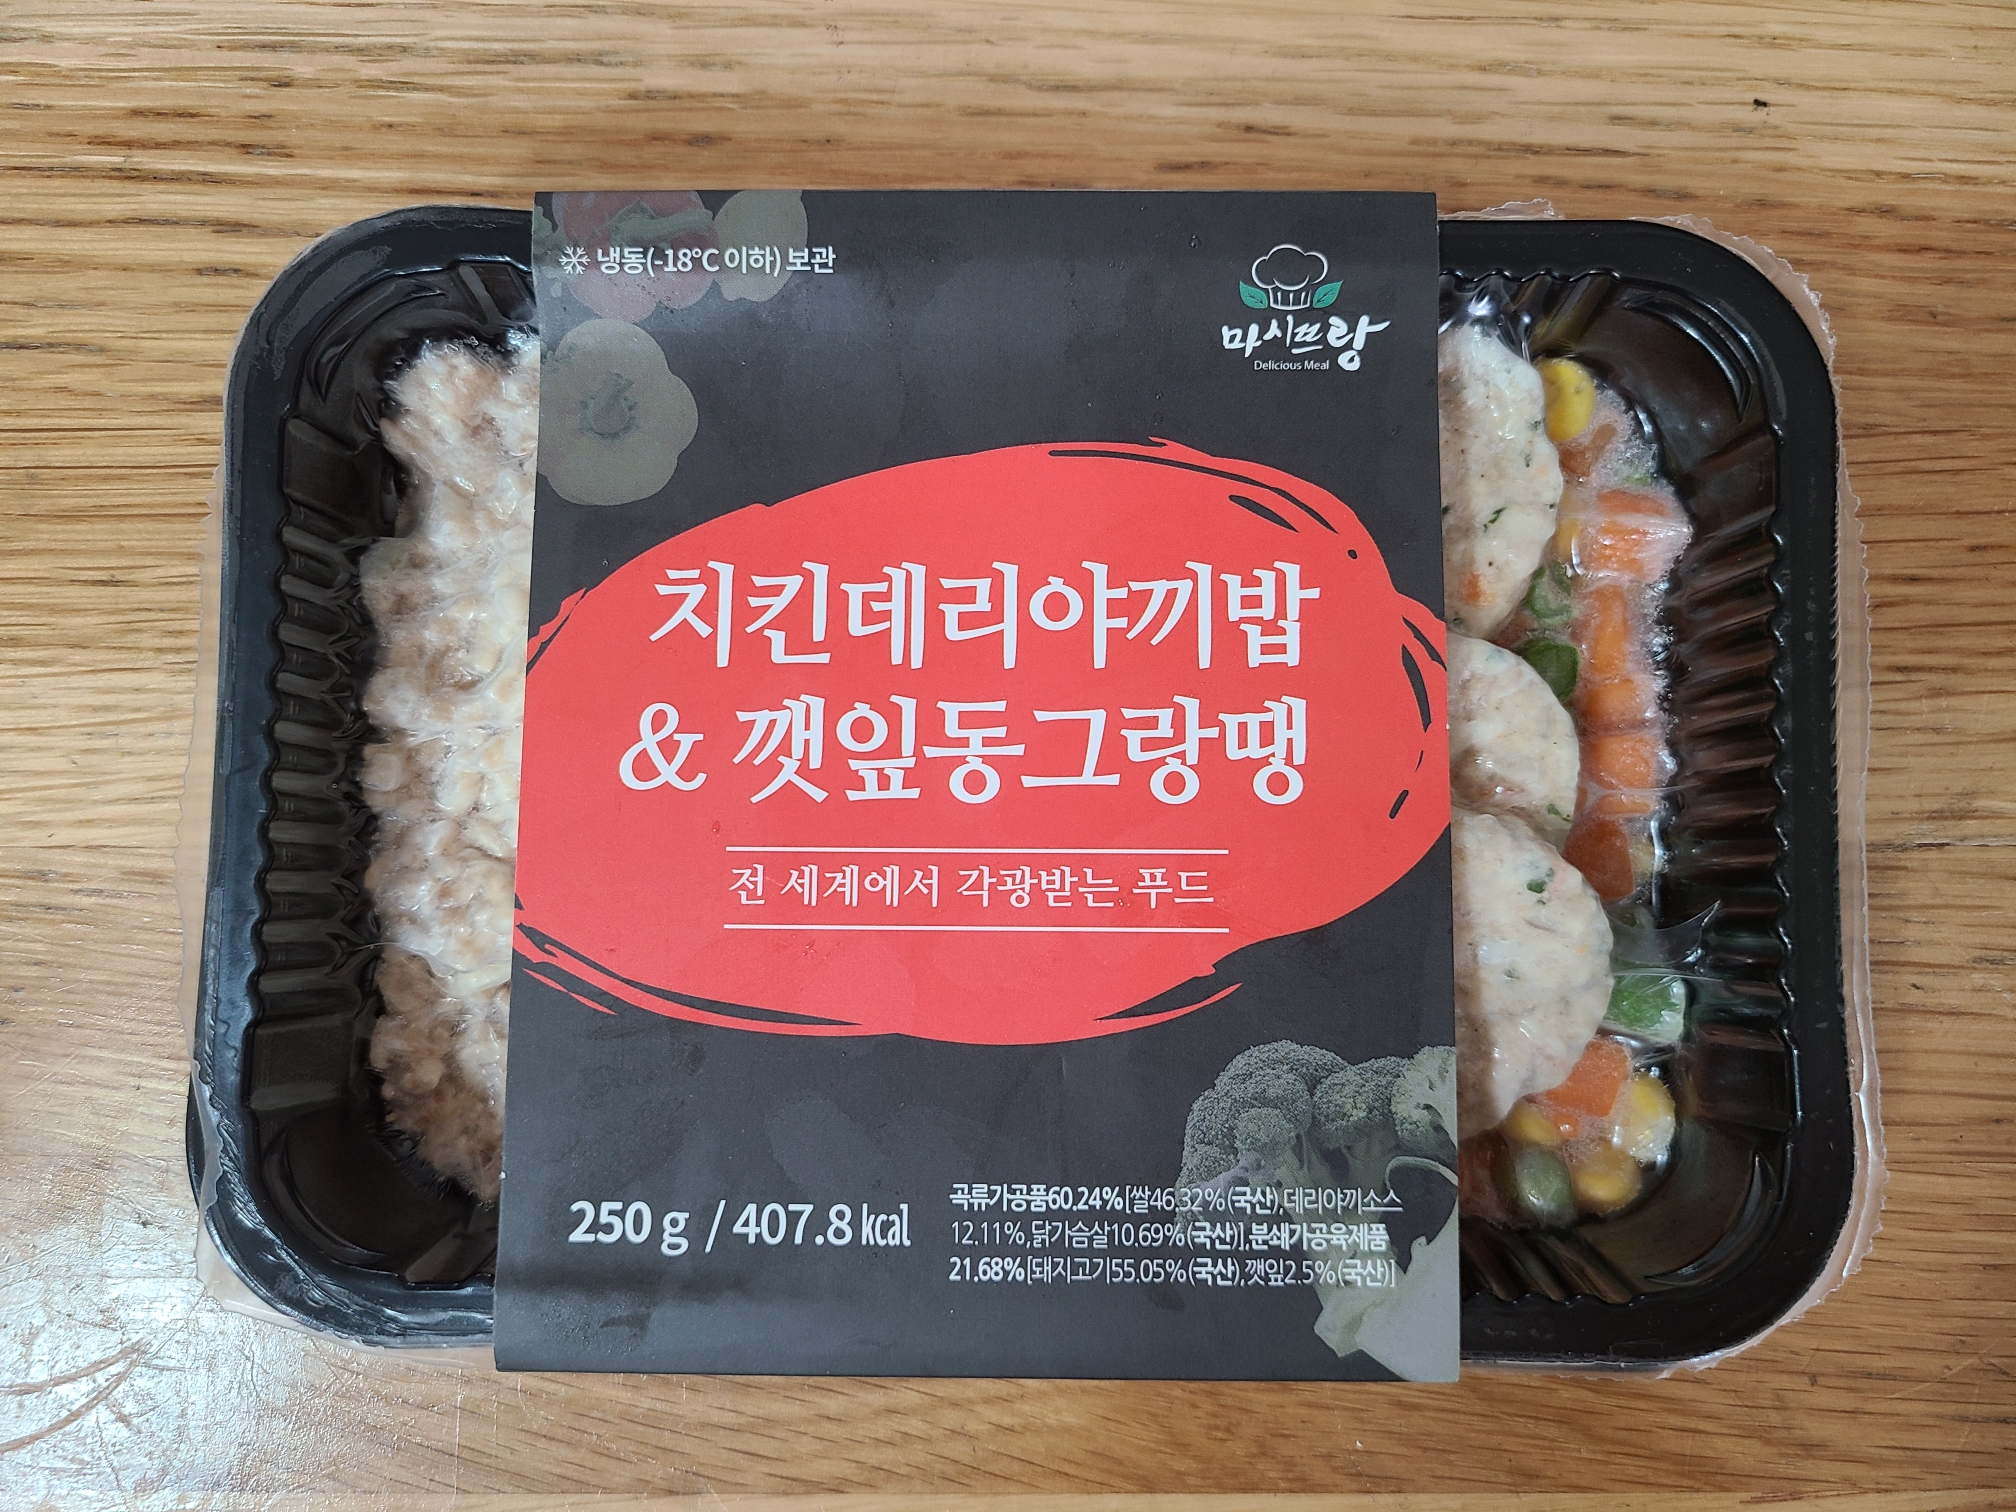 냉동(-18℃ 이하) 보관
마시쯔랑
Delicious Meal
치킨데리야끼밥
& 깻잎동그랑땡
전 세계에서 각광받는 푸드
250 g / 407.8 kcal
곡류가공품60.24%[쌀46.32%(국산),데리야끼소스
12.11%,닭가슴살10.69%(국산)],분쇄가공육제품
21.68%[돼지고기55.05%(국산),깻잎2.5%(국산)]